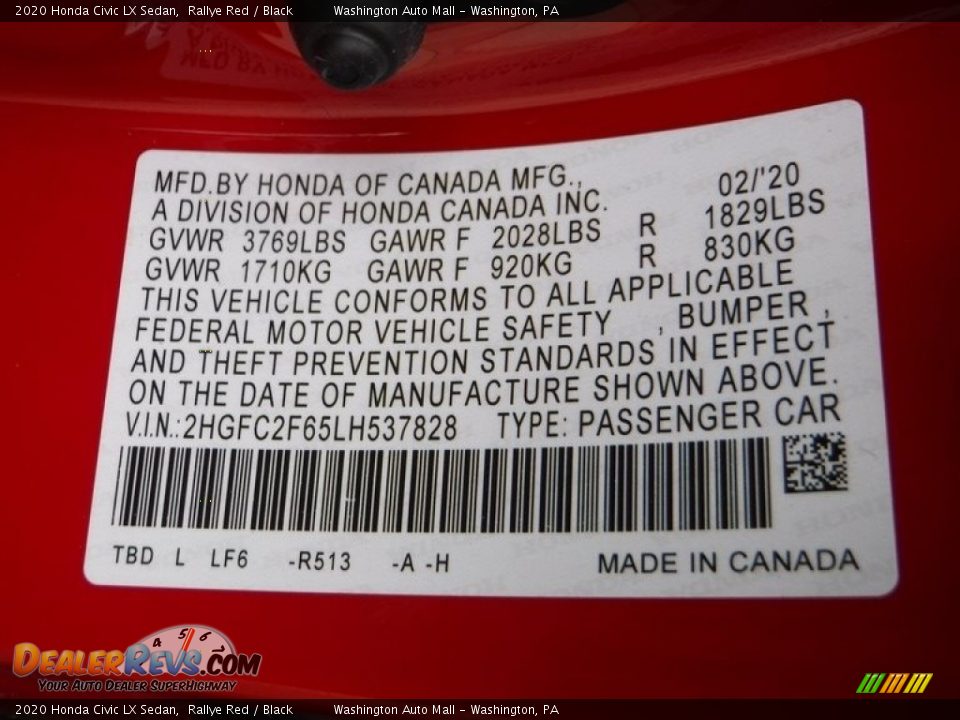 2020 Honda Civic LX Sedan, Rallye Red / Black Washington Auto Mall - Washington, PA
MFD.BY HONDA OF CANADA MFG., 02/'20
A DIVISION OF HONDA CANADA INC.
GVWR 3769LBS GAWR F 2028LBS R 1829LBS
GVWR 1710KG GAWR F 920KG R 830KG
THIS VEHICLE CONFORMS TO ALL APPLICABLE
FEDERAL MOTOR VEHICLE SAFETY , BUMPER ,
AND THEFT PREVENTION STANDARDS IN EFFECT
ON THE DATE OF MANUFACTURE SHOWN ABOVE.
V.I.N.:2HGFC2F65LH537828 TYPE: PASSENGER CAR
TBD L LF6 -R513 -A -H MADE IN CANADA
4 5 6
DEALERREVS.COM
YOUR AUTO DEALER SUPERHIGHWAY
2020 Honda Civic LX Sedan, Rallye Red / Black Washington Auto Mall - Washington, PA